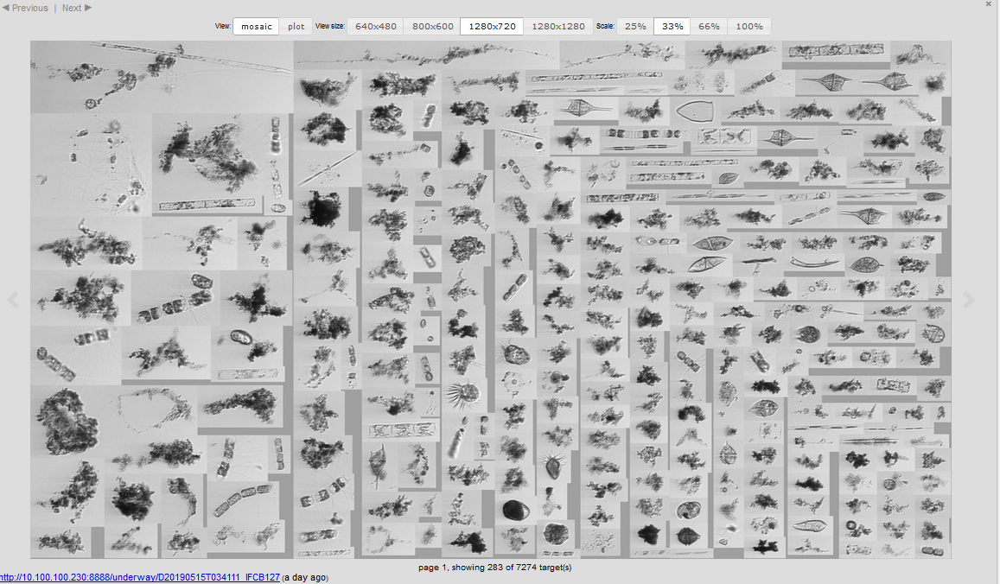 ◀ Previous | Next ▶ ×
View: mosaic plot View size: 640x480 800x600 1280x720 1280x1280 Scale: 25% 33% 66% 100%
page 1, showing 283 of 7274 target(s)
http://10.100.100.230:8888/underway/D20190515T034111_IFCB127 (a day ago)